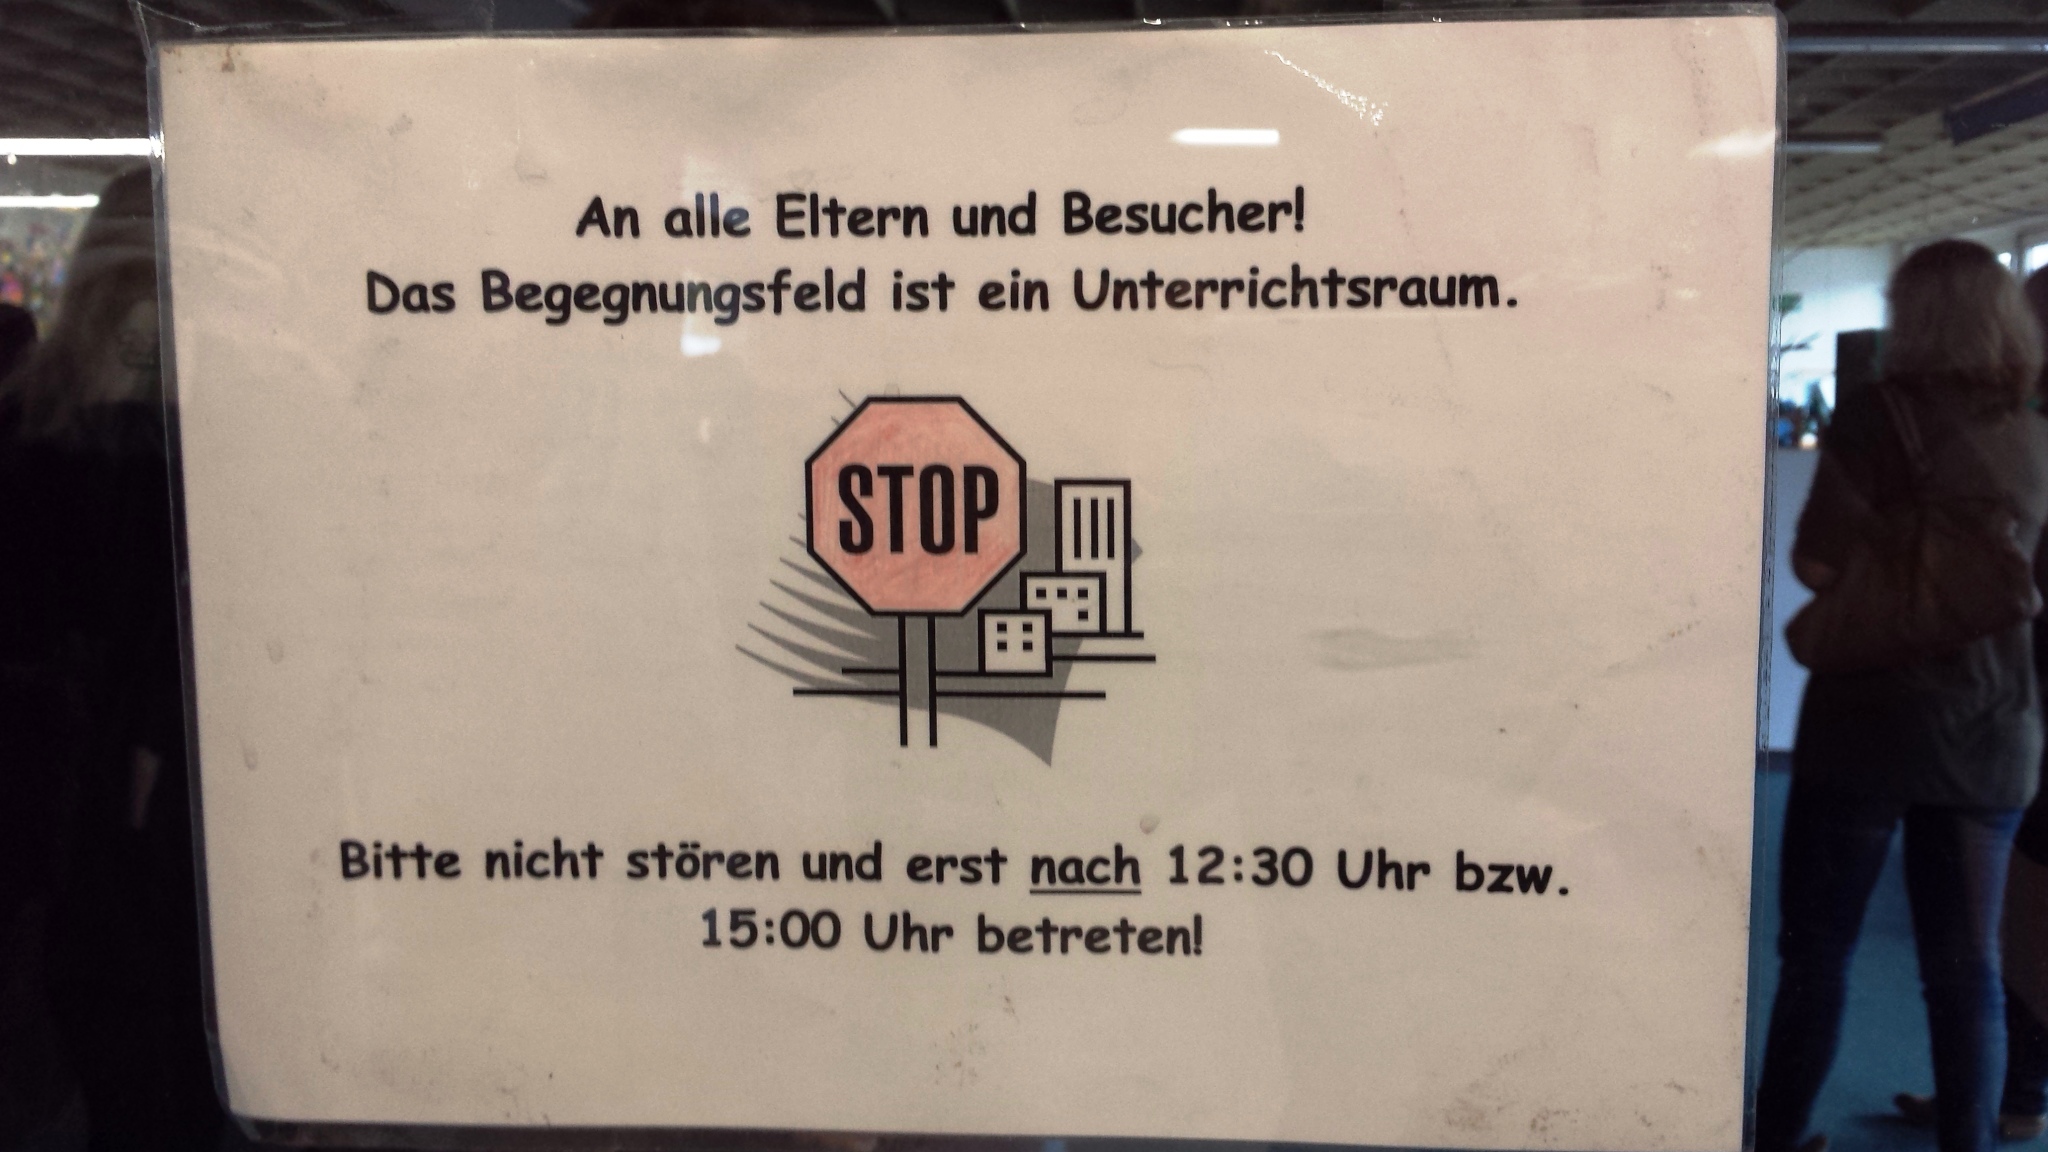 An alle Eltern und Besucher!
Das Begegnungsfeld ist ein Unterrichtsraum.
STOP
Bitte nicht stören und erst nach 12:30 Uhr bzw.
15:00 Uhr betreten!